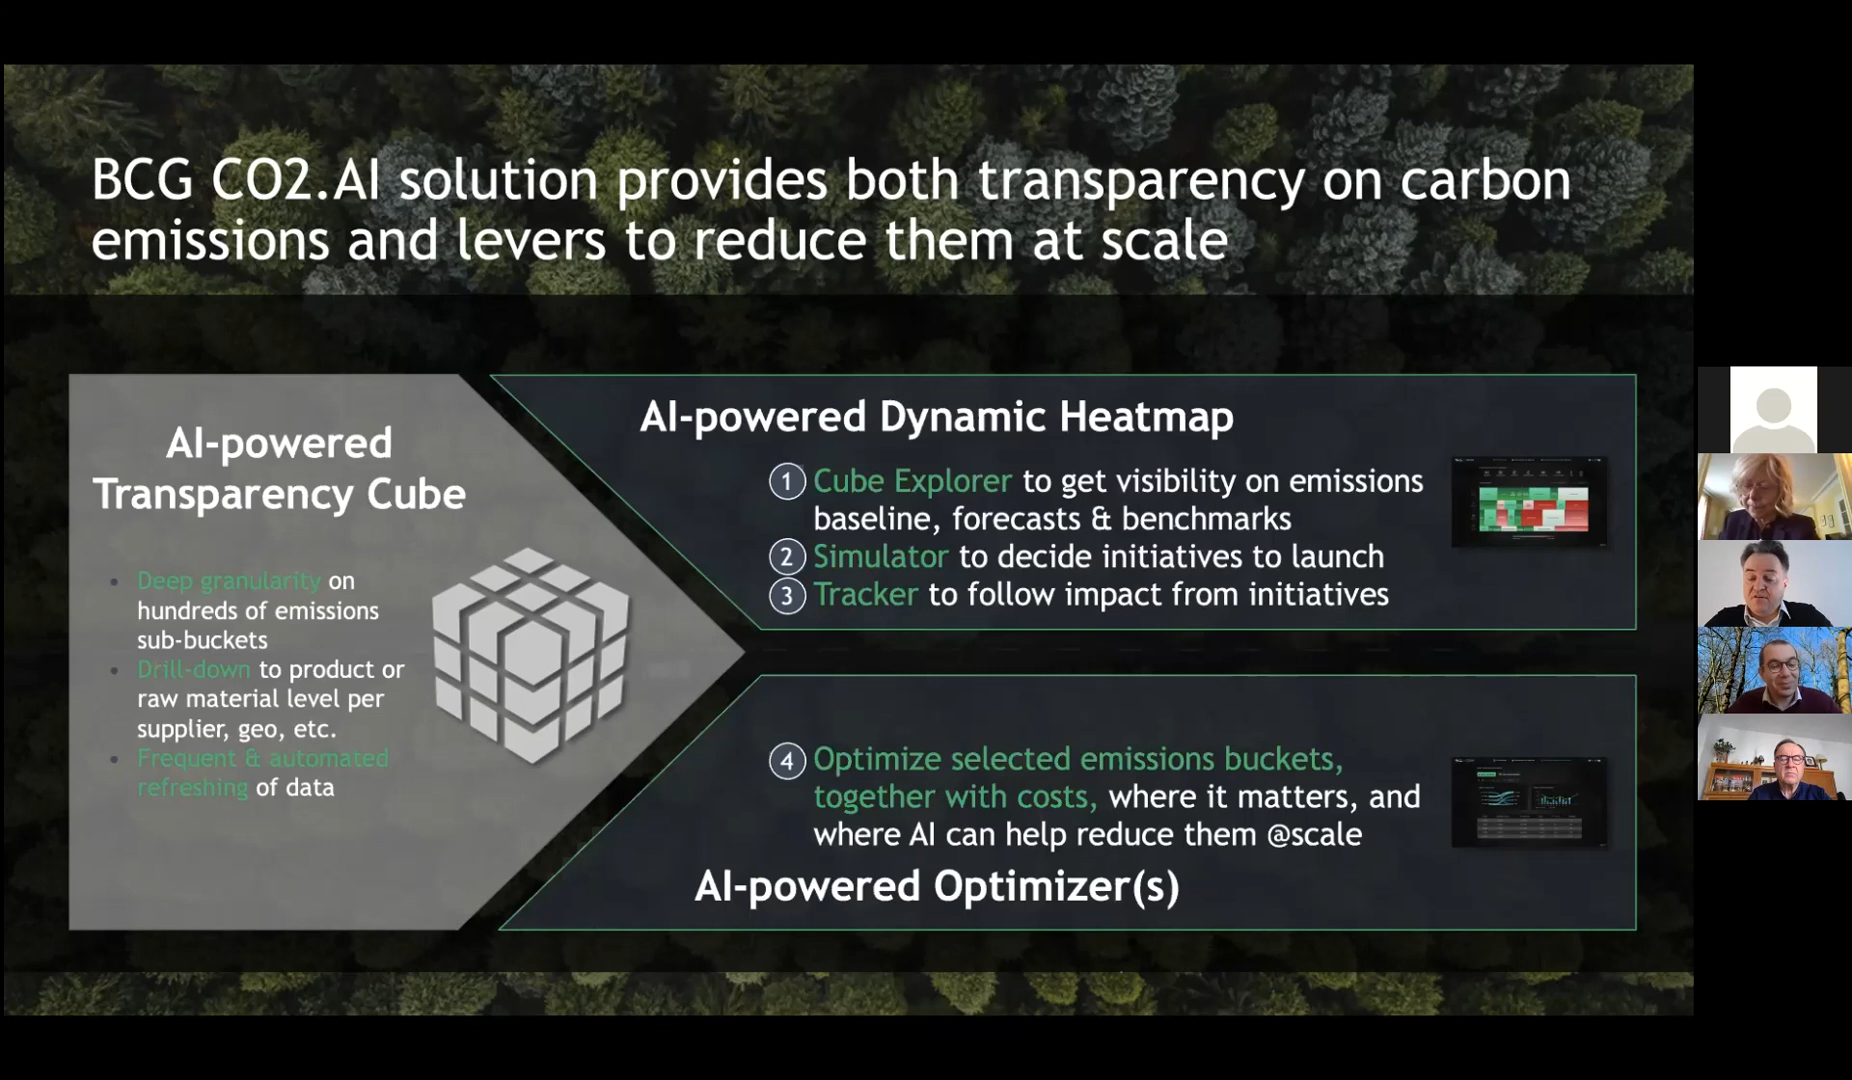 BCG CO2.AI solution provides both transparency on carbon
emissions and levers to reduce them at scale
AI-powered
Transparency Cube
• Deep granularity on
hundreds of emissions
sub-buckets
• Drill-down to product or
raw material level per
supplier, geo, etc.
• Frequent & automated
refreshing of data
AI-powered Dynamic Heatmap
1 Cube Explorer to get visibility on emissions
baseline, forecasts & benchmarks
2 Simulator to decide initiatives to launch
3 Tracker to follow impact from initiatives
4 Optimize selected emissions buckets,
together with costs, where it matters, and
where AI can help reduce them @scale
AI-powered Optimizer(s)